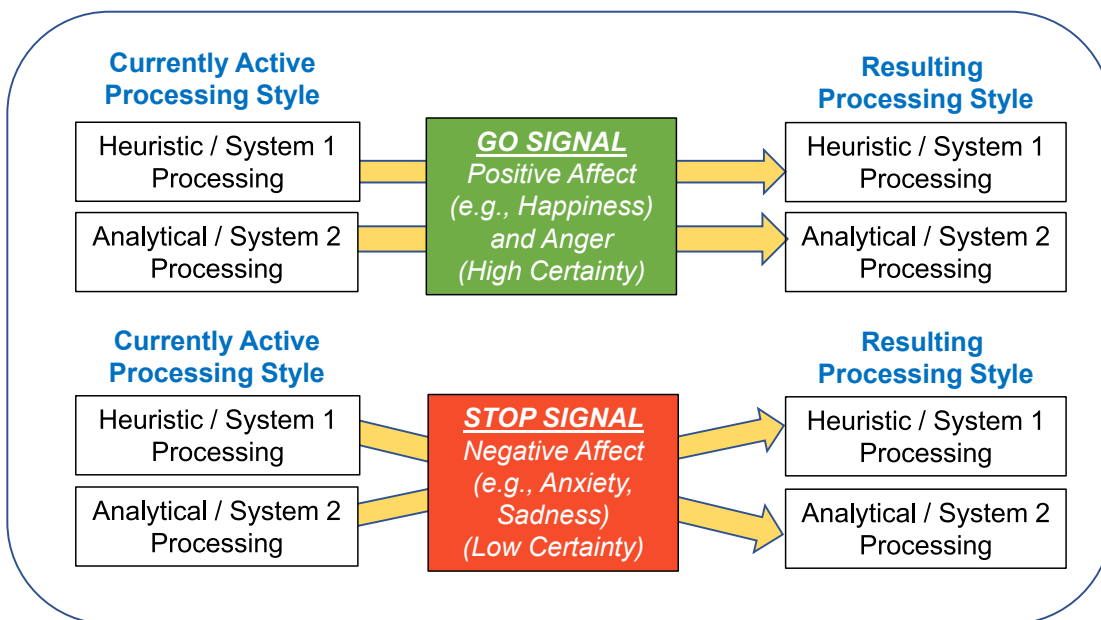 Currently Active
Processing Style
Resulting
Processing Style
Heuristic / System 1
Processing
Analytical / System 2
Processing
GO SIGNAL
Positive Affect
(e.g., Happiness)
and Anger
(High Certainty)
Heuristic / System 1
Processing
Analytical / System 2
Processing
Currently Active
Processing Style
Resulting
Processing Style
Heuristic / System 1
Processing
Analytical / System 2
Processing
STOP SIGNAL
Negative Affect
(e.g., Anxiety,
Sadness)
(Low Certainty)
Heuristic / System 1
Processing
Analytical / System 2
Processing